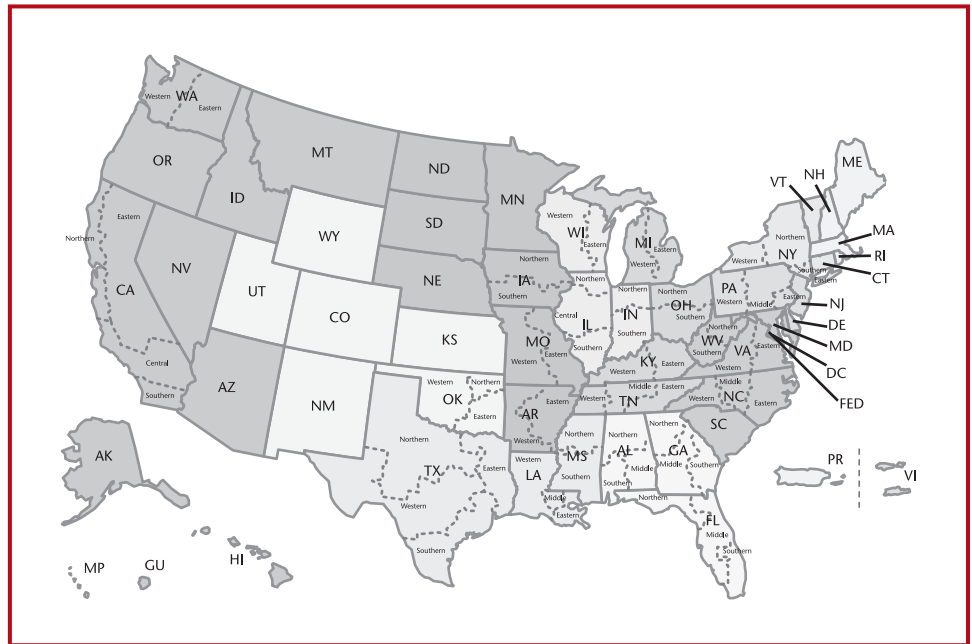 WA
Western
Eastern
OR
ID
MT
ND
MN
SD
WY
NE
NV
UT
CO
KS
CA
Northern
Eastern
Central
Southern
AZ
NM
OK
Western
Northern
Eastern
TX
Northern
Eastern
Western
Southern
IA
Northern
Southern
MO
Western
Eastern
AR
Eastern
Western
LA
Western
Middle
Eastern
WI
Western
Eastern
IL
Northern
Central
Southern
MI
Western
Eastern
IN
Northern
Southern
OH
Northern
Southern
KY
Western
Eastern
TN
Western
Middle
Eastern
MS
Northern
Southern
AL
Northern
Middle
Southern
GA
Northern
Middle
Southern
FL
Northern
Middle
Southern
SC
NC
Western
Middle
Eastern
VA
Western
Eastern
WV
Northern
Southern
PA
Western
Middle
Eastern
NY
Northern
Western
Southern
Eastern
VT
NH
ME
MA
RI
CT
NJ
DE
MD
DC
FED
PR
VI
AK
HI
GU
MP